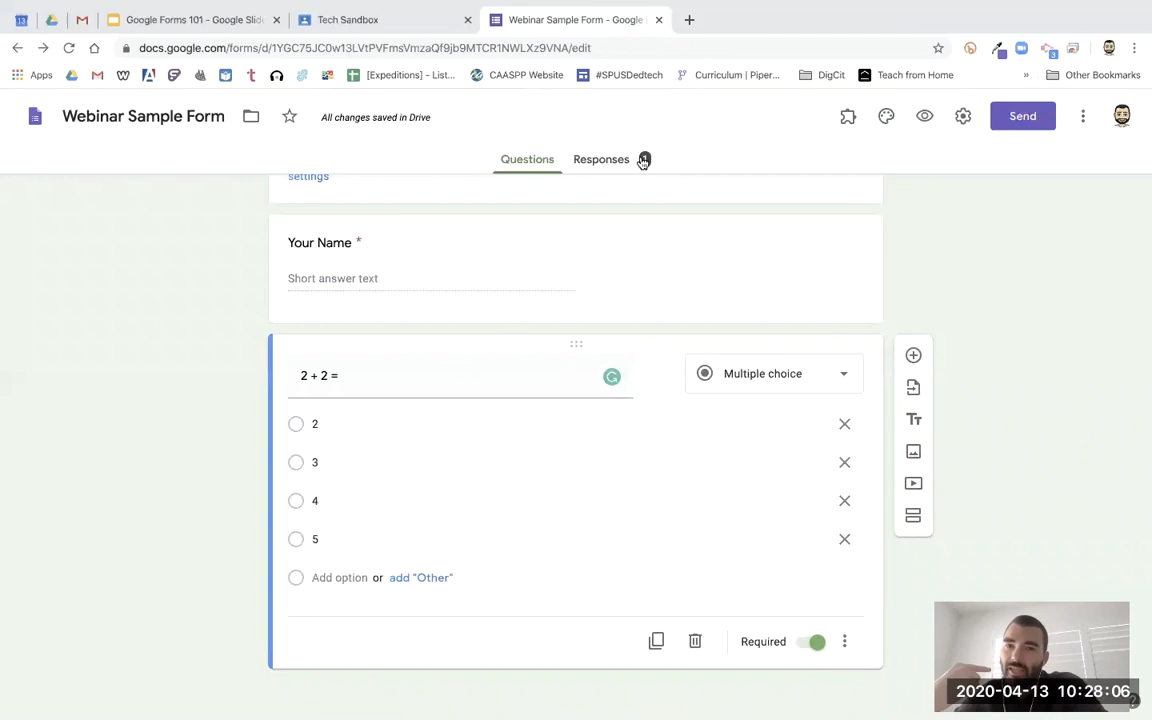 Google Forms 101 - Google Slid
Tech Sandbox
Webinar Sample Form - Google
docs.google.com/forms/d/1YGC75JC0w13LVtPVFmsVmzaQf9jb9MTCR1NWLXz9VNA/edit
Apps
[Expeditions] - List...
CAASPP Website
#SPUSDedtech
Curriculum | Piper...
DigCit
Teach from Home
»
Other Bookmarks
Webinar Sample Form
All changes saved in Drive
Send
Questions
Responses
settings
Your Name *
Short answer text
2 + 2 =
Multiple choice
2
3
4
5
Add option or add "Other"
Required
2020-04-13 10:28:06